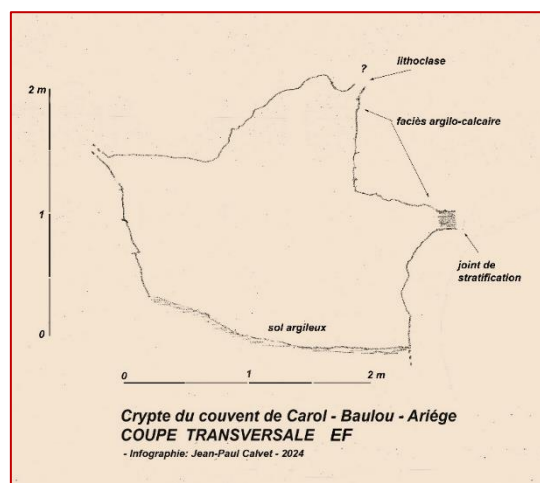 ?
lithoclase
2 m
faciès argilo-calcaire
1
joint de
stratification
sol argileux
0
0 1 2 m
Crypte du couvent de Carol - Baulou - Ariége
COUPE TRANSVERSALE EF
- Infographie: Jean-Paul Calvet - 2024